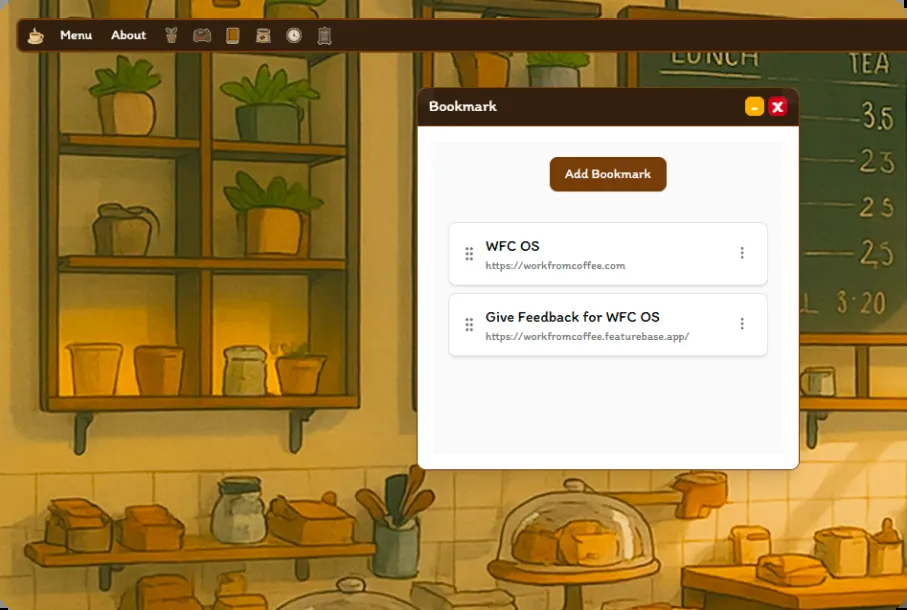 Menu About
LUNCH TEA
Bookmark
Add Bookmark
3.5
WFC OS
https://workfromcoffee.com
2 3
2 5
2,5
Give Feedback for WFC OS
https://workfromcoffee.featurebase.app/
3·20